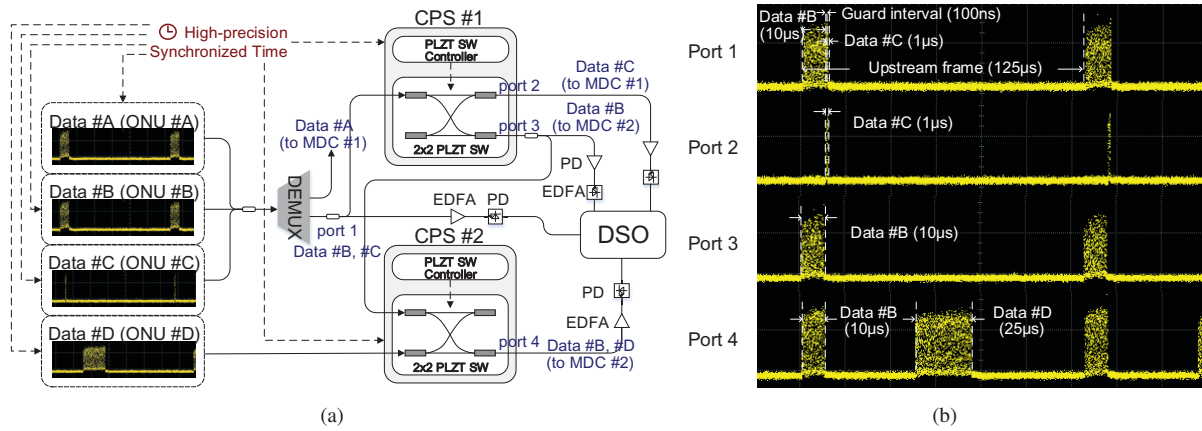 High-precision
Synchronized Time
Data #A (ONU #A)
Data #B (ONU #B)
Data #C (ONU #C)
Data #D (ONU #D)
DEMUX
Data #A
(to MDC #1)
port 1
Data #B, #C
CPS #1
PLZT SW
Controller
2x2 PLZT SW
port 2
port 3
Data #C
(to MDC #1)
Data #B
(to MDC #2)
PD
EDFA
EDFA
PD
DSO
CPS #2
PLZT SW
Controller
2x2 PLZT SW
port 4
PD
EDFA
Data #B, #D
(to MDC #2)
(a)
Port 1
Port 2
Port 3
Port 4
Data #B
(10µs)
Guard interval (100ns)
Data #C (1µs)
Upstream frame (125µs)
Data #C (1µs)
Data #B (10µs)
Data #B
(10µs)
Data #D
(25µs)
(b)